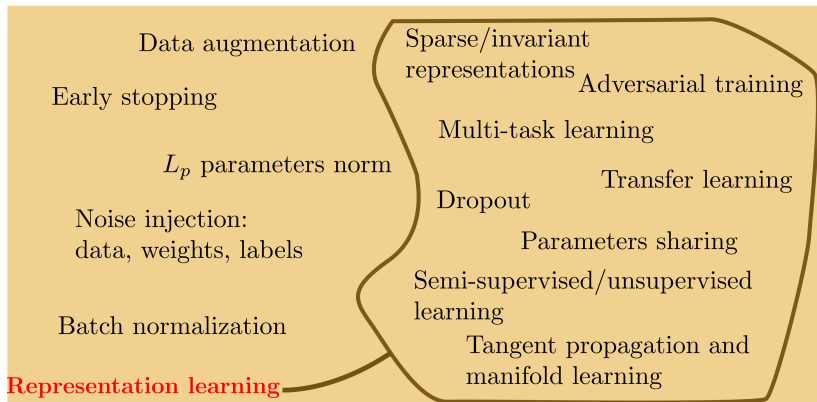 Data augmentation
Early stopping
L_p parameters norm
Noise injection:
data, weights, labels
Batch normalization
Representation learning
Sparse/invariant
representations
Adversarial training
Multi-task learning
Transfer learning
Dropout
Parameters sharing
Semi-supervised/unsupervised
learning
Tangent propagation and
manifold learning